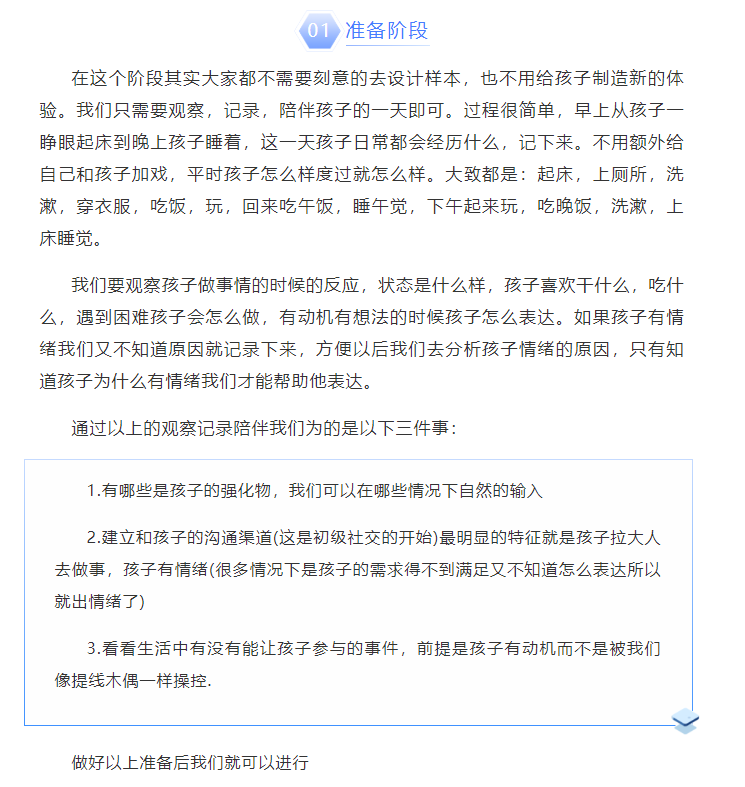 01 准备阶段
在这个阶段其实大家都不需要刻意的去设计样本，也不用给孩子制造新的体
验。我们只需要观察，记录，陪伴孩子的一天即可。过程很简单，早上从孩子一
睁眼起床到晚上孩子睡着，这一天孩子日常都会经历什么，记下来。不用额外给
自己和孩子加戏，平时孩子怎么样度过就怎么样。大致都是：起床，上厕所，洗
漱，穿衣服，吃饭，玩，回来吃午饭，睡午觉，下午起来玩，吃晚饭，洗漱，上
床睡觉。
我们要观察孩子做事情的时候的反应，状态是什么样，孩子喜欢干什么，吃什
么，遇到困难孩子会怎么做，有动机有想法的时候孩子怎么表达。如果孩子有情
绪我们又不知道原因就记录下来，方便以后我们去分析孩子情绪的原因，只有知
道孩子为什么有情绪我们才能帮助他表达。
通过以上的观察记录陪伴我们为的是以下三件事：
1.有哪些是孩子的强化物，我们可以在哪些情况下自然的输入
2.建立和孩子的沟通渠道(这是初级社交的开始)最明显的特征就是孩子拉大人
去做事，孩子有情绪(很多情况下是孩子的需求得不到满足又不知道怎么表达所以
就出情绪了)
3.看看生活中有没有能让孩子参与的事件，前提是孩子有动机而不是被我们
像提线木偶一样操控.
做好以上准备后我们就可以进行